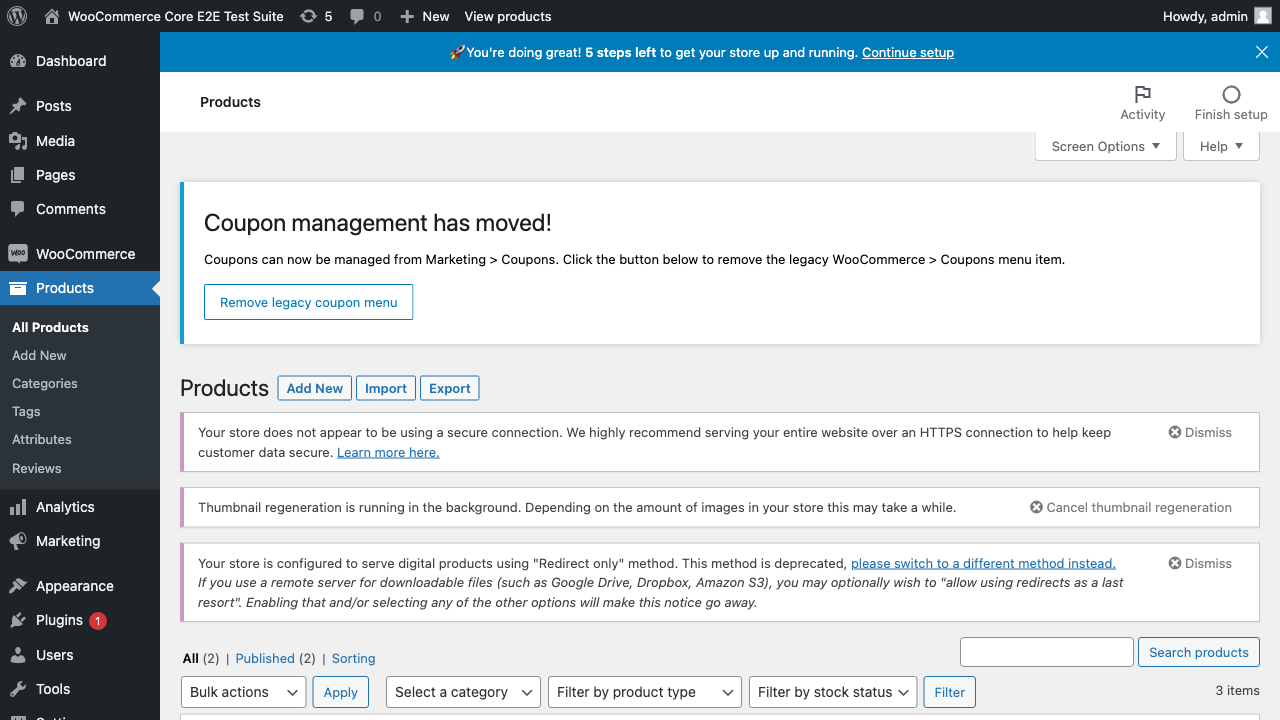 WooCommerce Core E2E Test Suite 5 0 New View products Howdy, admin
🚀You're doing great! 5 steps left to get your store up and running. Continue setup
Dashboard
Posts
Media
Pages
Comments
WOO WooCommerce
Products
All Products
Add New
Categories
Tags
Attributes
Reviews
Analytics
Marketing
Appearance
Plugins 1
Users
Tools
Products
Activity
Finish setup
Screen Options
Help
Coupon management has moved!
Coupons can now be managed from Marketing > Coupons. Click the button below to remove the legacy WooCommerce > Coupons menu item.
Remove legacy coupon menu
Products Add New Import Export
Your store does not appear to be using a secure connection. We highly recommend serving your entire website over an HTTPS connection to help keep
customer data secure. Learn more here.
Dismiss
Thumbnail regeneration is running in the background. Depending on the amount of images in your store this may take a while.
Cancel thumbnail regeneration
Your store is configured to serve digital products using "Redirect only" method. This method is deprecated, please switch to a different method instead.
If you use a remote server for downloadable files (such as Google Drive, Dropbox, Amazon S3), you may optionally wish to "allow using redirects as a last
resort". Enabling that and/or selecting any of the other options will make this notice go away.
Dismiss
All (2) | Published (2) | Sorting
Search products
Bulk actions Apply Select a category Filter by product type Filter by stock status Filter 3 items